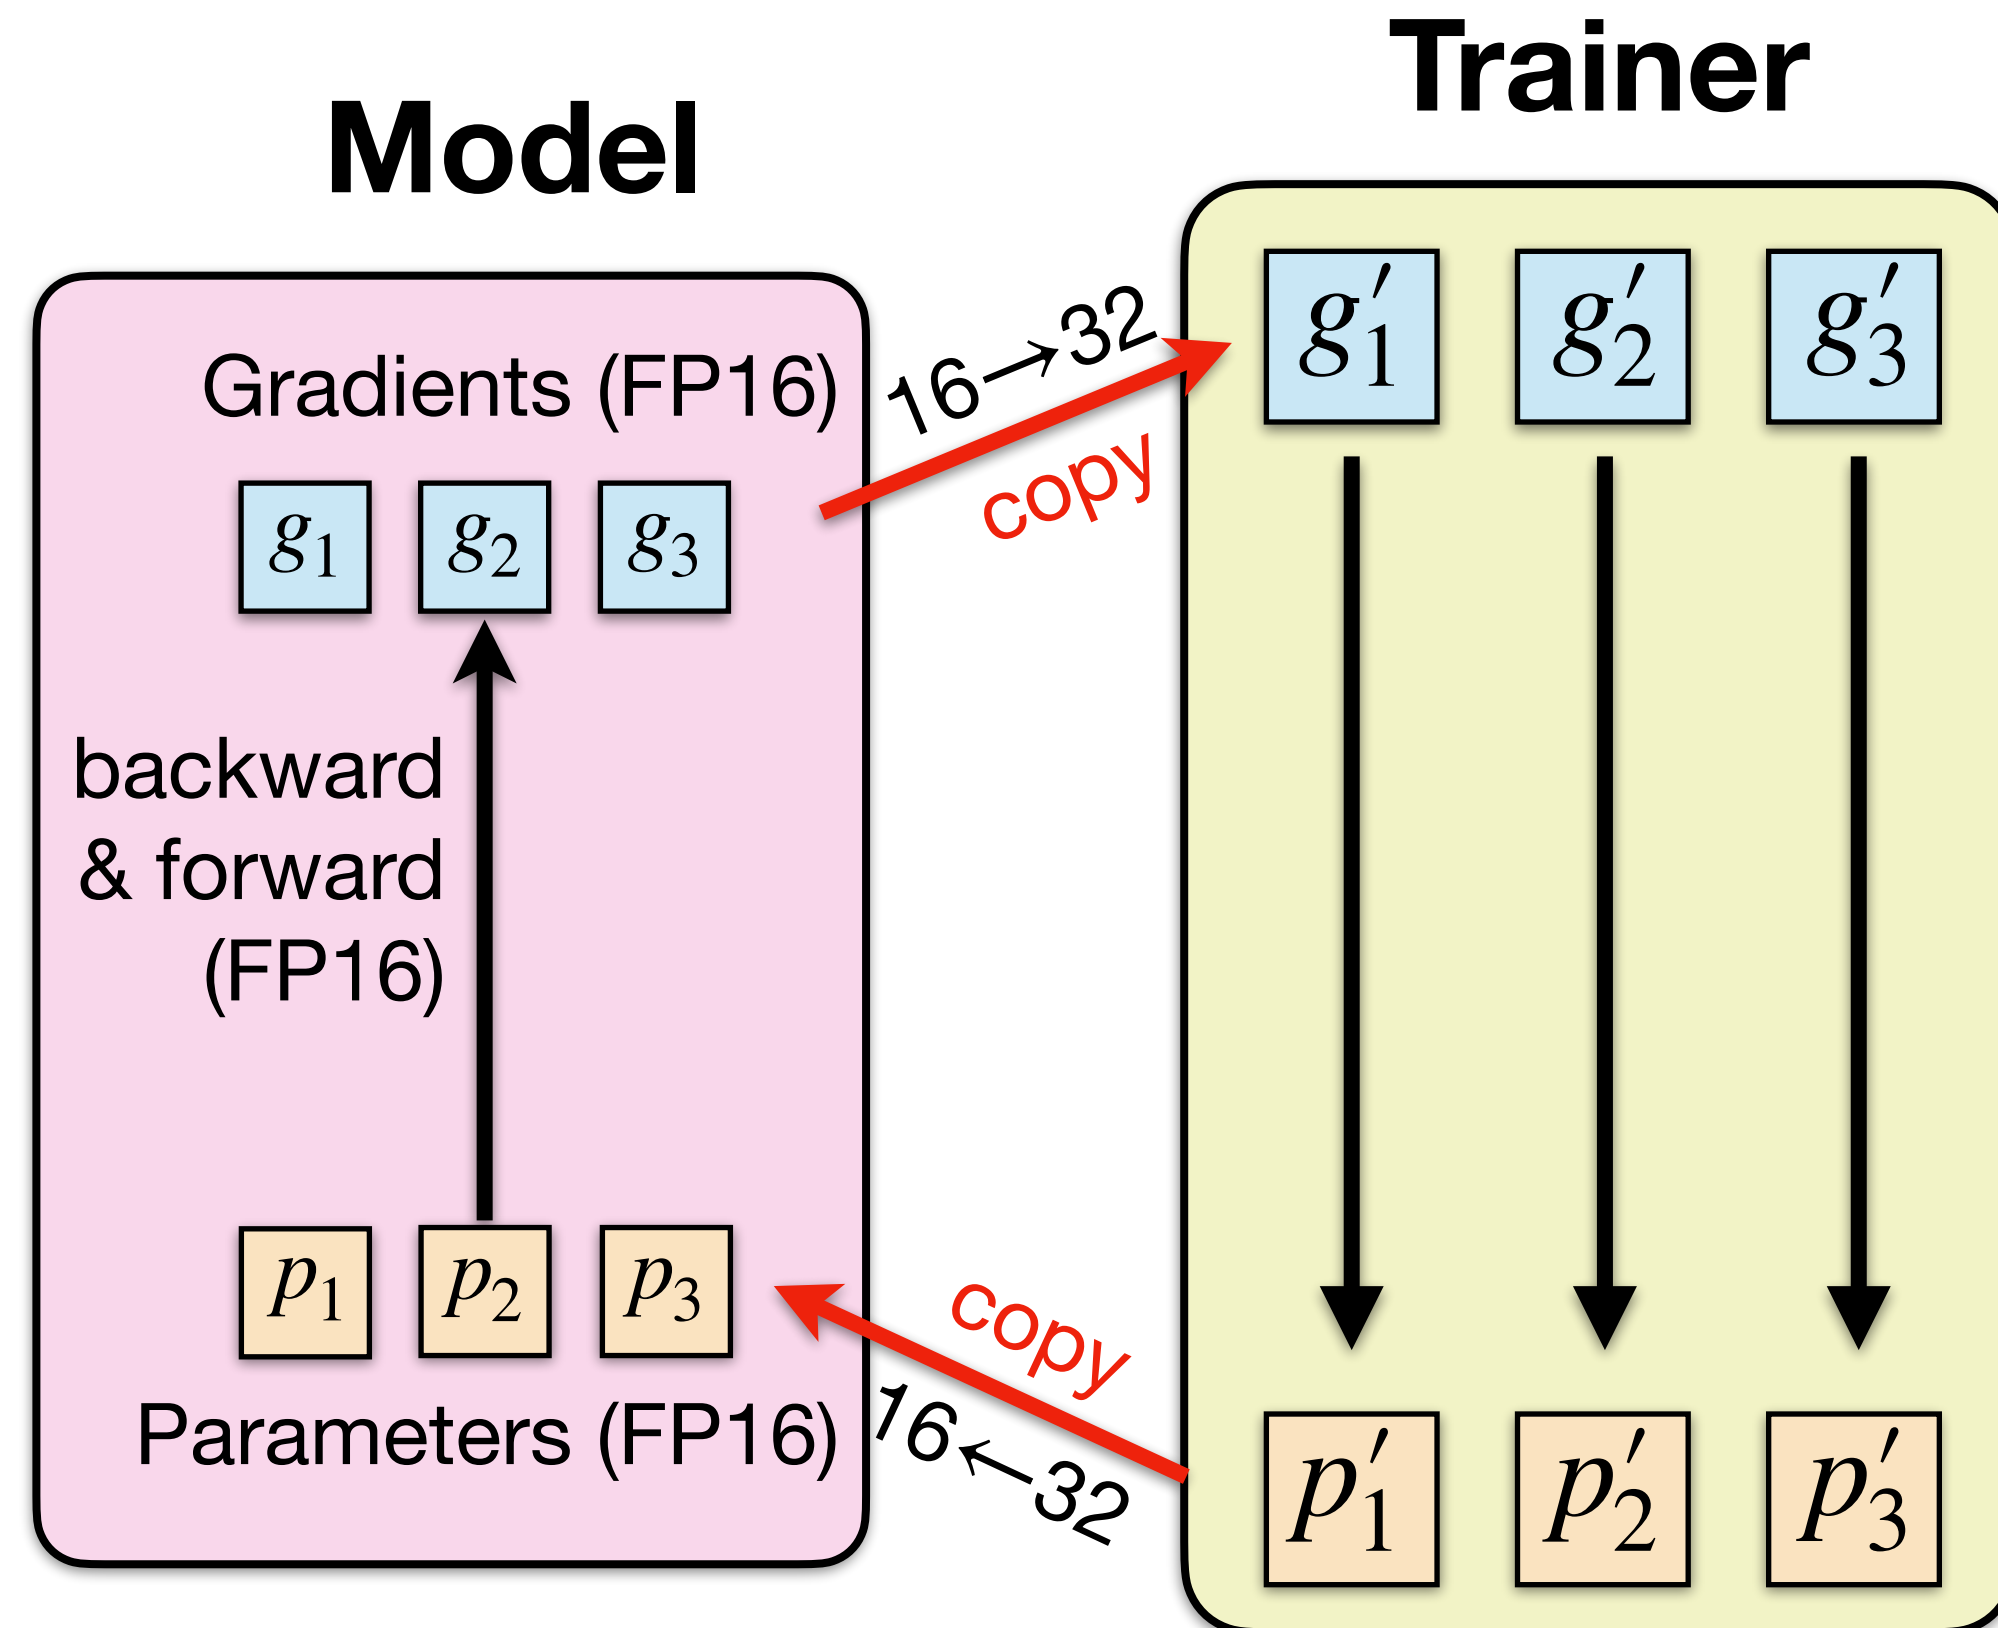 Model
Trainer
Gradients (FP16)
g1 g2 g3
backward
& forward
(FP16)
p1 p2 p3
Parameters (FP16)
16→32
copy
copy
16←32
g′1 g′2 g′3
p′1 p′2 p′3